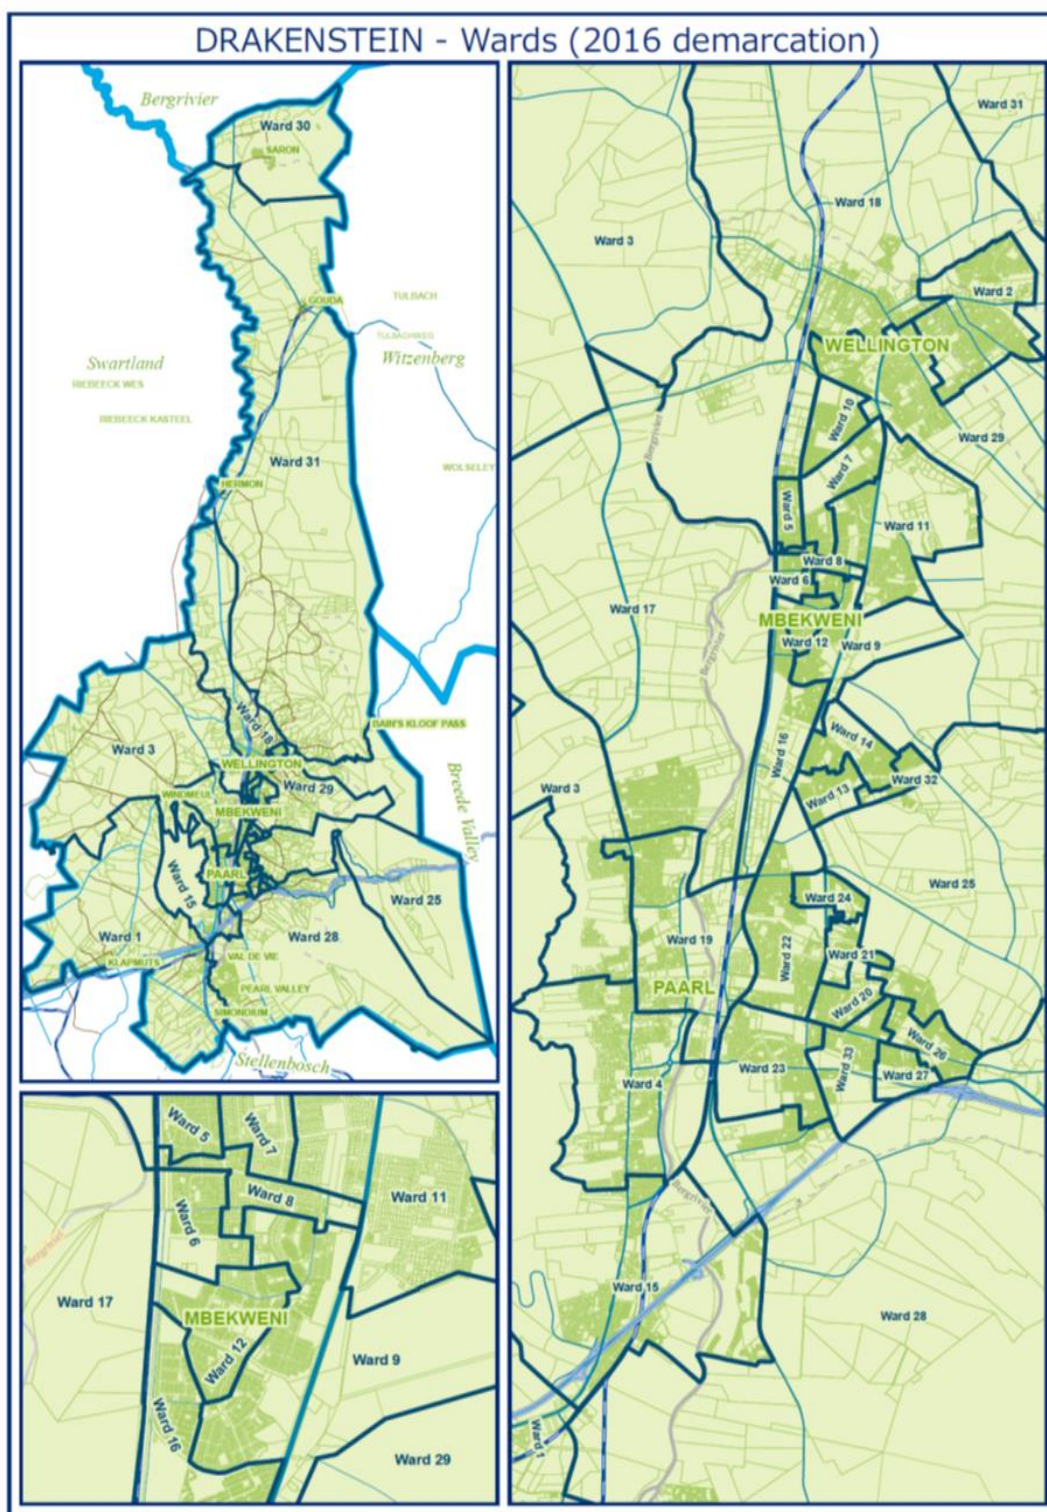 DRAKENSTEIN - Wards (2016 demarcation)
Bergrivier
Ward 30
SARON
GOUDA
TULBACH
TULBACHWEG
Witzenberg
Swartland
RIEBEECK WES
RIEBEECK KASTEEL
Ward 31
WOLSELEY
HERMON
BAIN'S KLOOF PASS
Ward 18
Ward 3
WELLINGTON
Ward 29
WINDMEUL
MBEKWENI
Breede Valley
PAARL
Ward 15
Ward 25
Ward 1
Ward 28
KLAPMUTS
VAL DE VIE
PEARL VALLEY
SIMONDIUM
Stellenbosch
Ward 5
Ward 7
Ward 8
Ward 11
Ward 6
Bergrivier
Ward 17
MBEKWENI
Ward 12
Ward 9
Ward 16
Ward 29
Ward 31
Ward 18
Ward 3
Ward 2
WELLINGTON
Ward 10
Bergrivier
Ward 29
Ward 7
Ward 5
Ward 11
Ward 8
Ward 6
Ward 17
MBEKWENI
Bergrivier
Ward 12
Ward 9
Ward 14
Ward 16
Ward 32
Ward 3
Ward 13
Ward 25
Ward 24
Ward 19
Ward 22
Ward 21
PAARL
Ward 20
Ward 26
Ward 23
Ward 33
Ward 27
Ward 4
Bergrivier
Ward 15
Ward 28
Ward 1